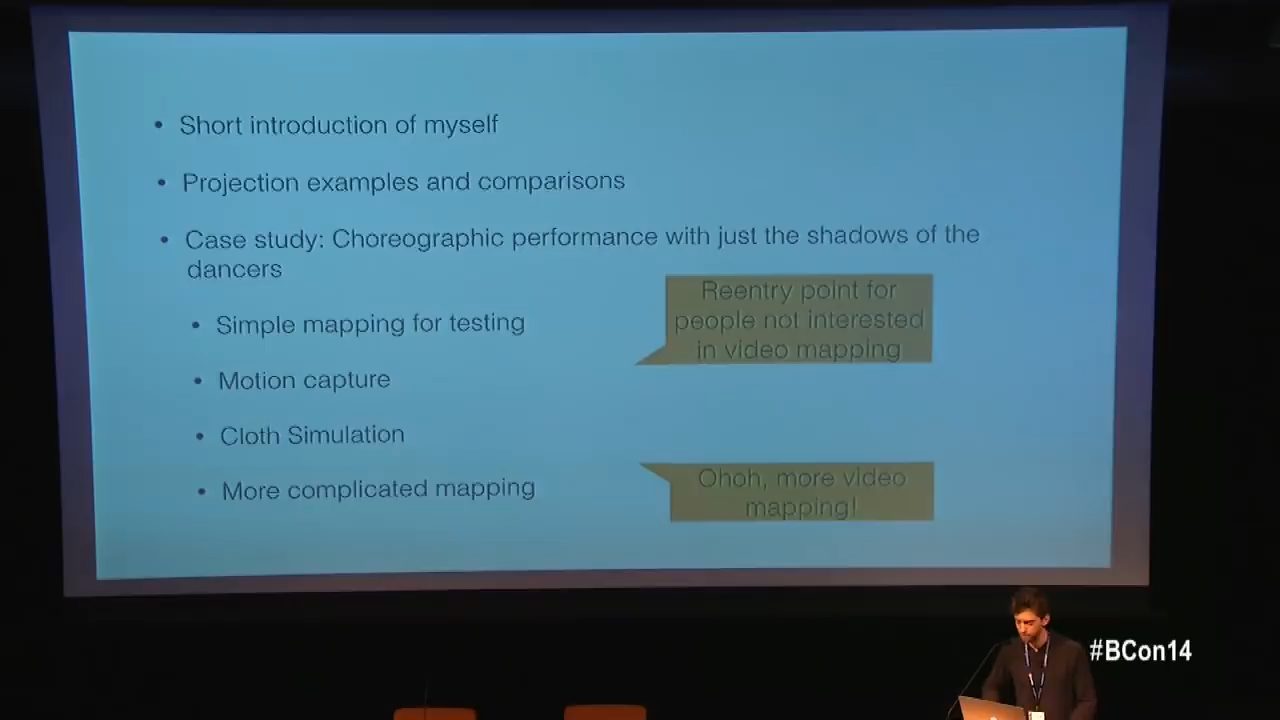 • Short introduction of myself
• Projection examples and comparisons
• Case study: Choreographic performance with just the shadows of the
dancers
• Simple mapping for testing
Reentry point for
people not interested
in video mapping
• Motion capture
• Cloth Simulation
• More complicated mapping
Ohoh, more video
mapping!
#BCon14